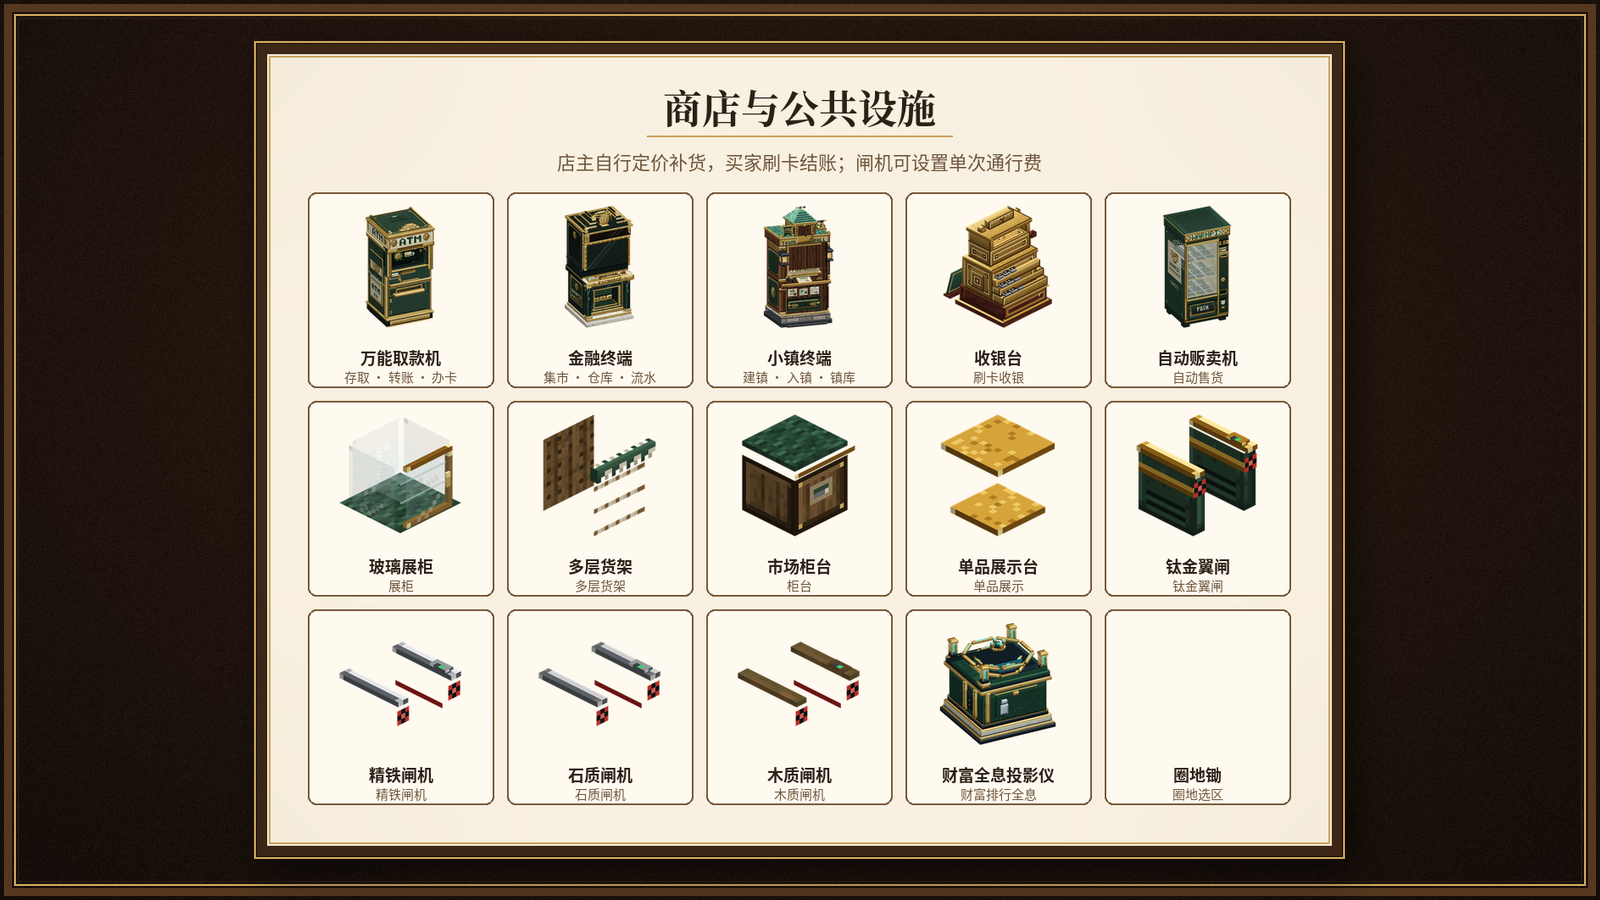 商店与公共设施
店主自行定价补货，买家刷卡结账；闸机可设置单次通行费
ATM
万能取款机
存取 · 转账 · 办卡
金融终端
集市 · 仓库 · 流水
小镇终端
建镇 · 入镇 · 镇库
收银台
刷卡收银
PUSH
自动贩卖机
自动售货
玻璃展柜
展柜
多层货架
多层货架
市场柜台
柜台
单品展示台
单品展示
钛金翼闸
钛金翼闸
精铁闸机
精铁闸机
石质闸机
石质闸机
木质闸机
木质闸机
财富全息投影仪
财富排行全息
圈地锄
圈地选区